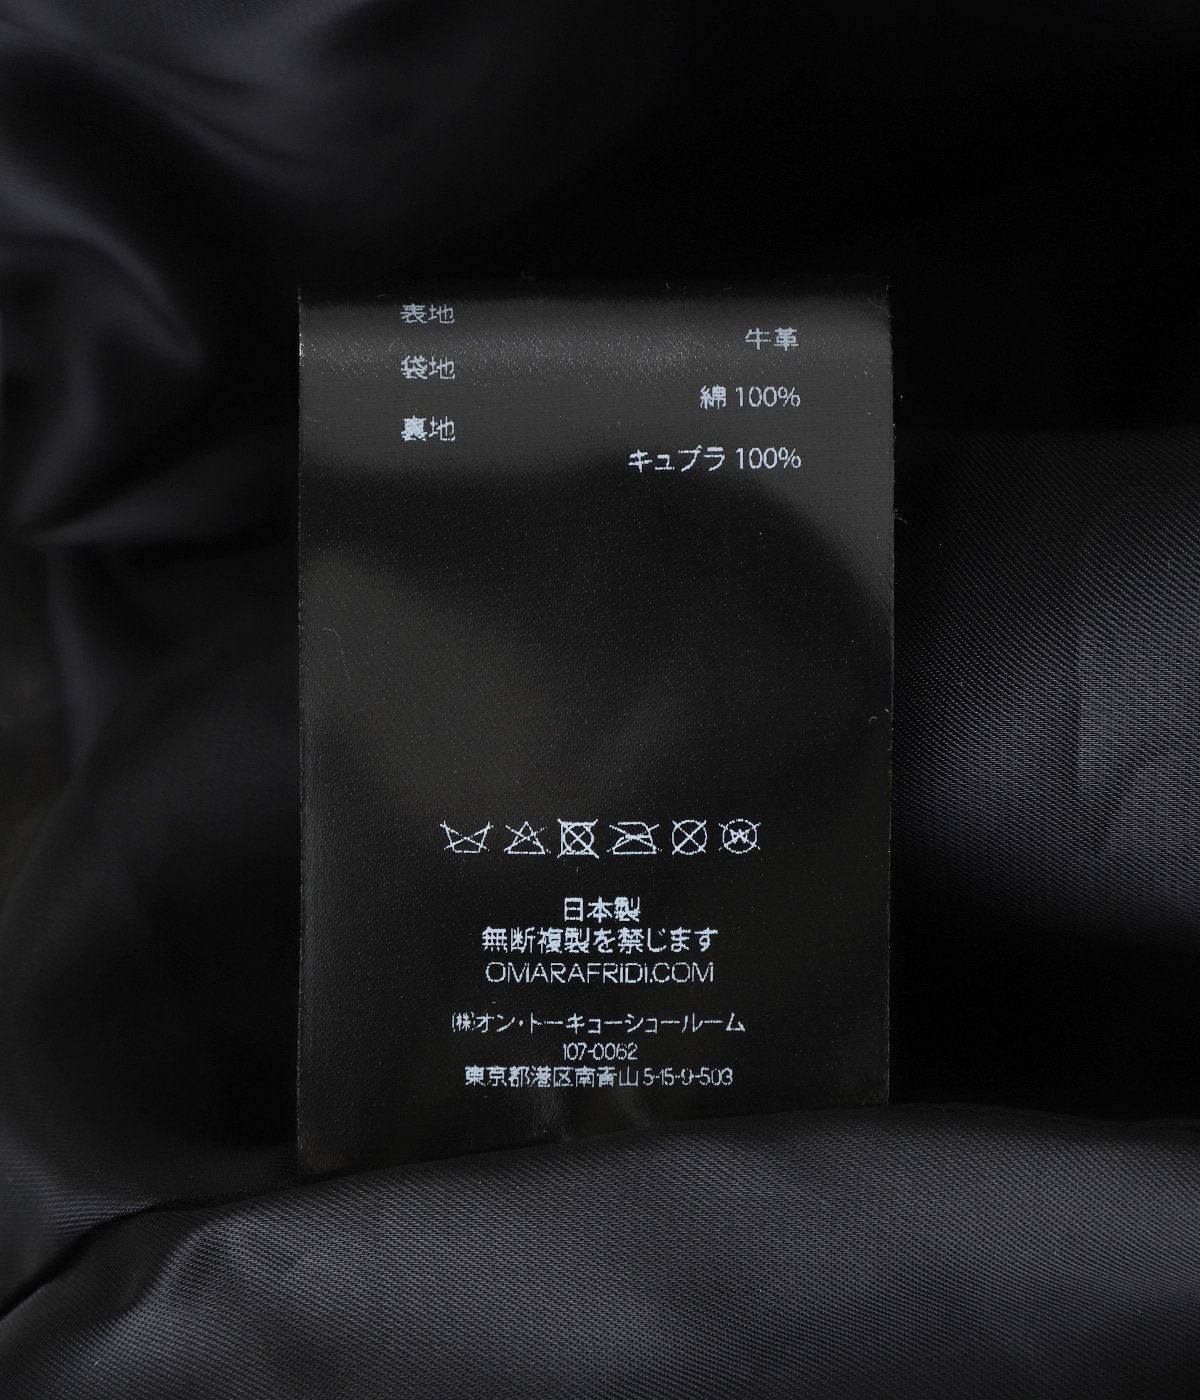 表地
牛革
袋地
綿 100%
裏地
キュプラ 100%
日本製
無断複製を禁じます
OMARAFRIDI.COM
(株)オン・トーキョーショールーム
107-0062
東京都港区南青山 5-15-9-503